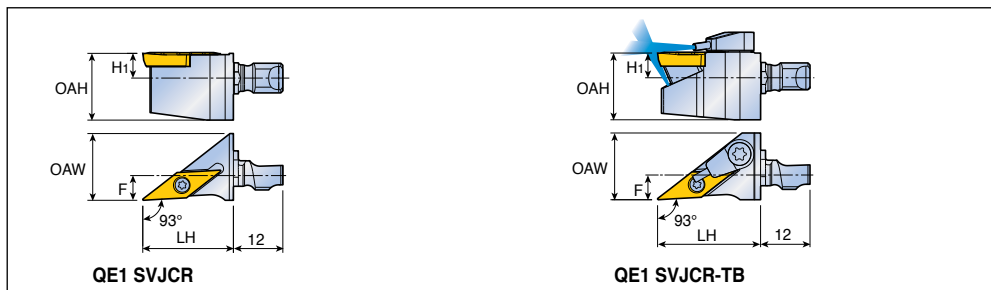 H1
OAH
OAW
F
93°
LH
12
QE1 SVJCR
H1
OAH
OAW
F
93°
LH
12
QE1 SVJCR-TB